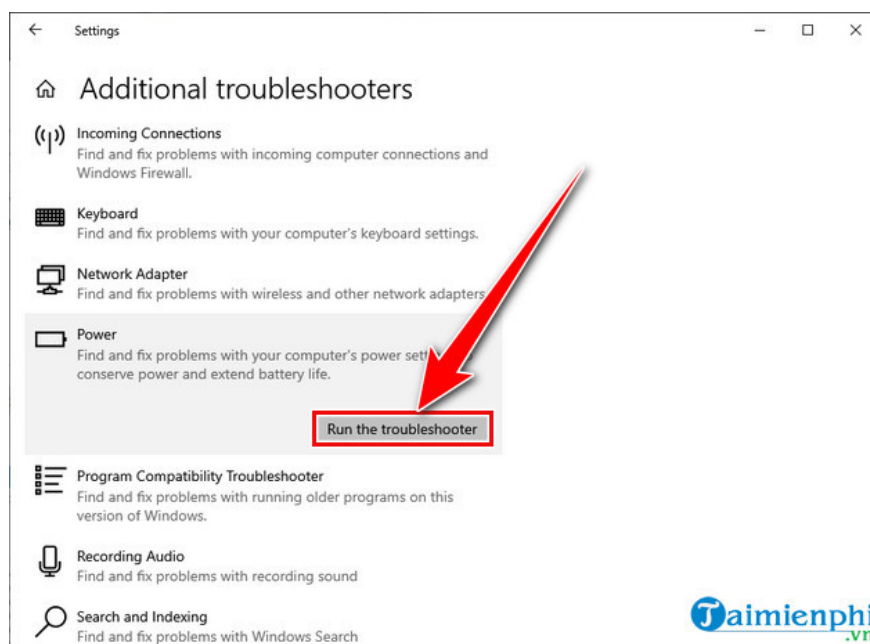 Settings
Additional troubleshooters
Incoming Connections
Find and fix problems with incoming computer connections and
Windows Firewall.
Keyboard
Find and fix problems with your computer's keyboard settings.
Network Adapter
Find and fix problems with wireless and other network adapters
Power
Find and fix problems with your computer's power
conserve power and extend battery life.
Run the troubleshooter
Program Compatibility Troubleshooter
Find and fix problems with running older programs on this
version of Windows.
Recording Audio
Find and fix problems with recording sound
Search and Indexing
Find and fix problems with Windows Search
Taimienphi
.vn